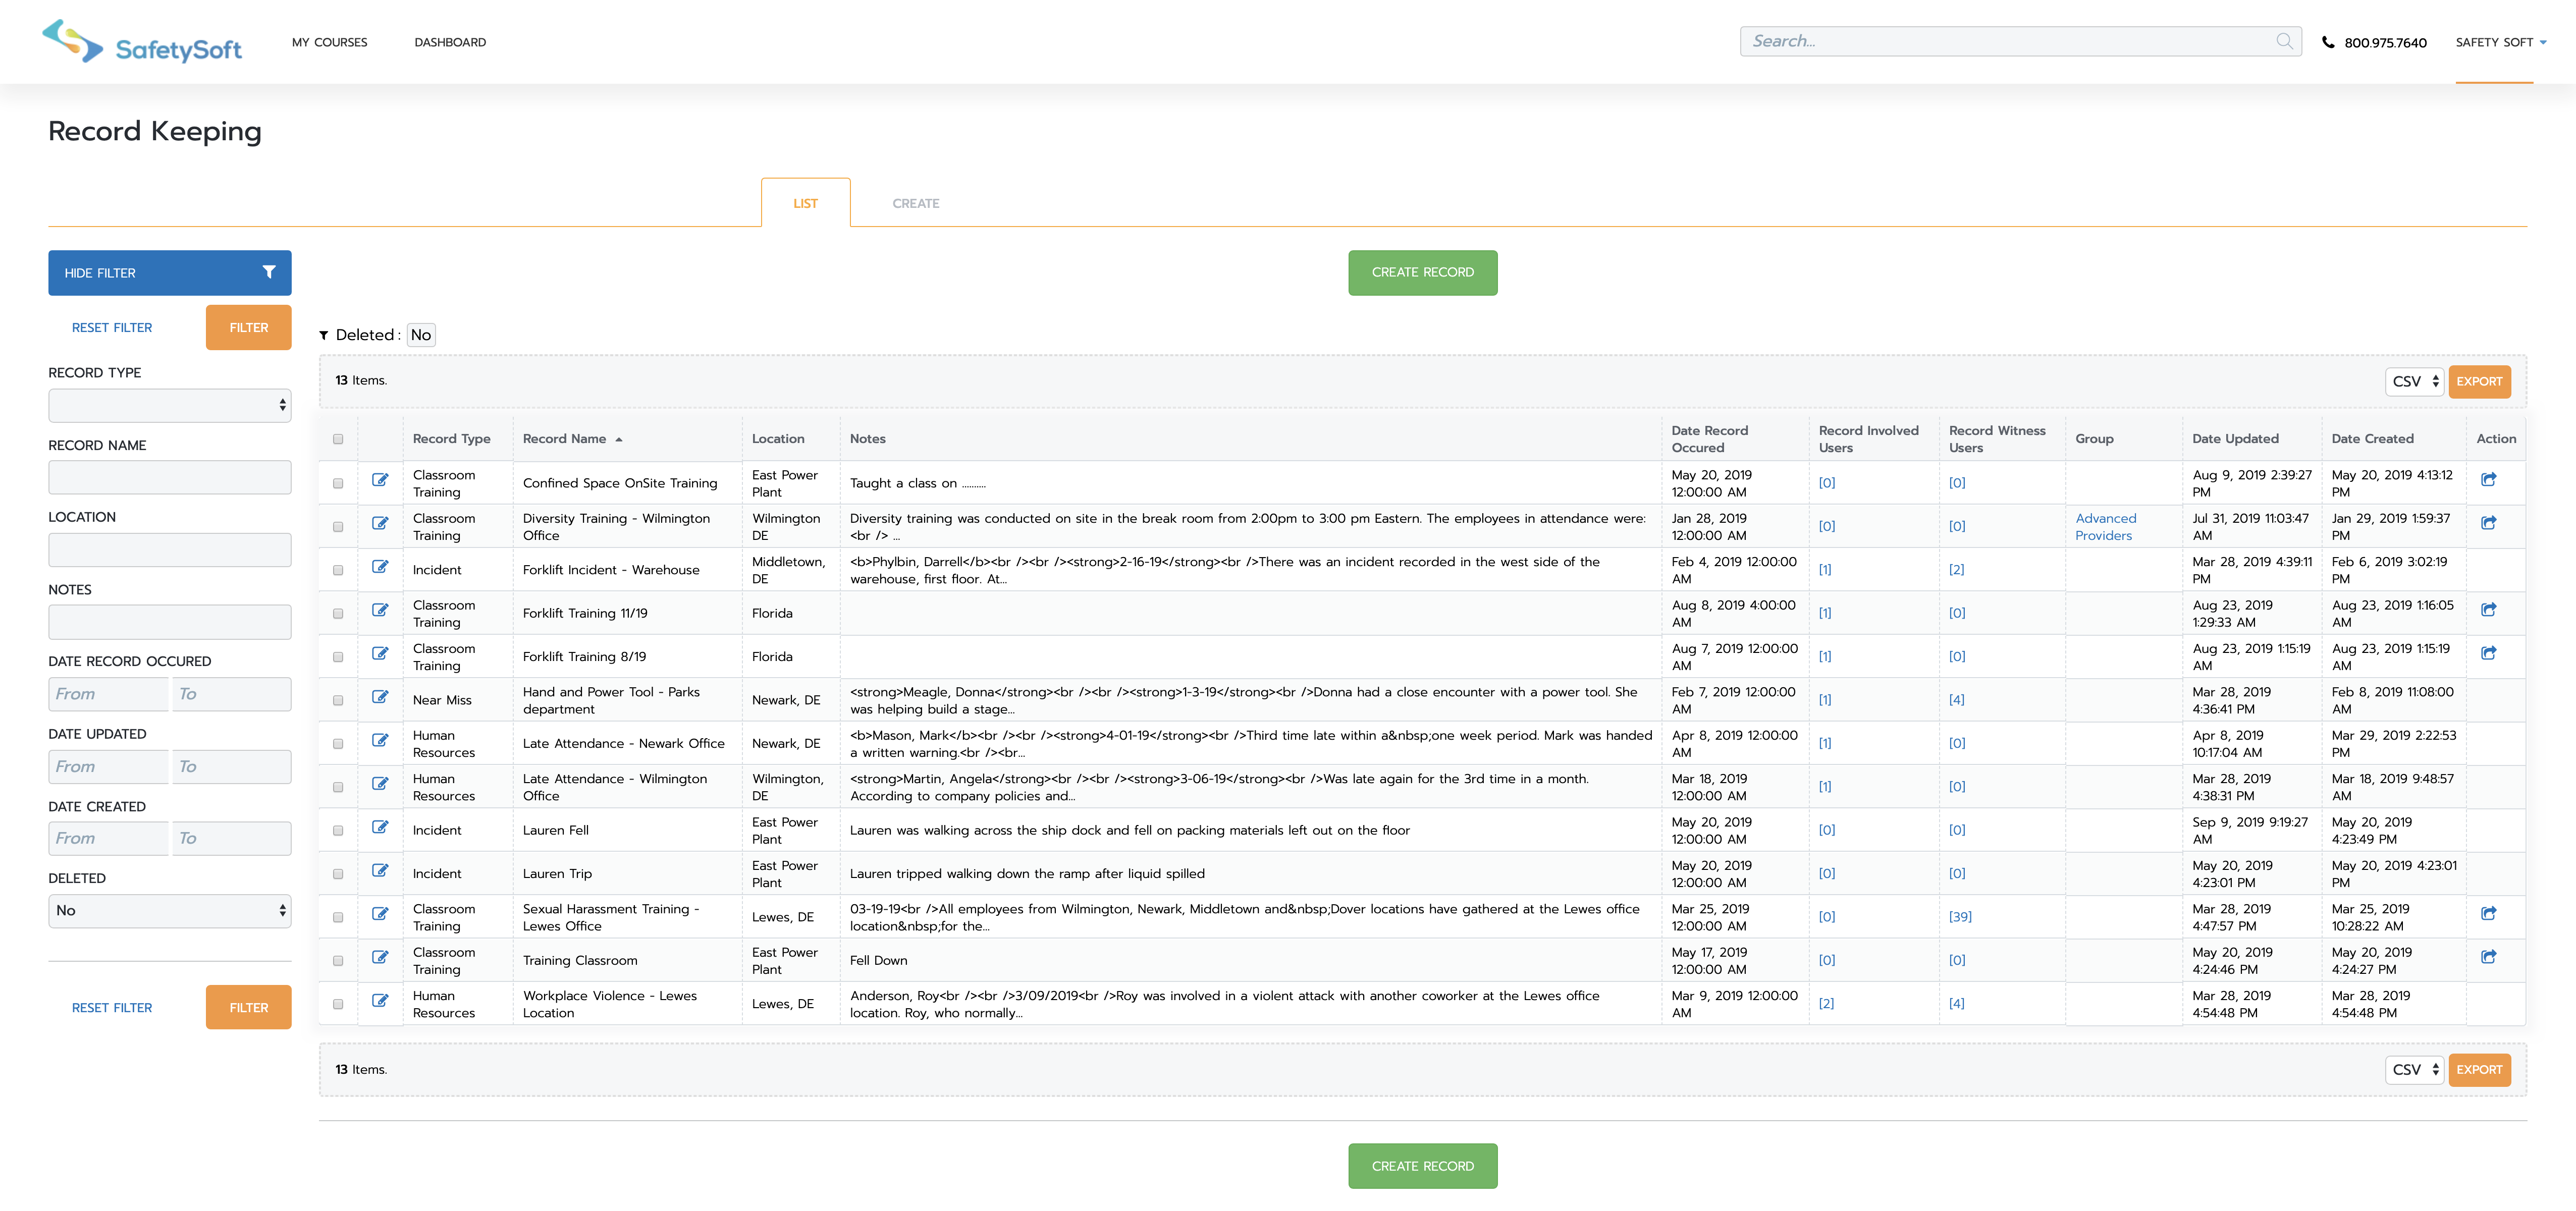 SafetySoft
MY COURSES
DASHBOARD
Search...
800.975.7640
SAFETY SOFT
Record Keeping
LIST
CREATE
HIDE FILTER
RESET FILTER
FILTER
RECORD TYPE
RECORD NAME
LOCATION
NOTES
DATE RECORD OCCURED
From To
DATE UPDATED
From To
DATE CREATED
From To
DELETED
No
RESET FILTER
FILTER
CREATE RECORD
Deleted : No
13 Items.
CSV
EXPORT
Record Type
Record Name
Location
Notes
Date Record
Occured
Record Involved
Users
Record Witness
Users
Group
Date Updated
Date Created
Action
Classroom
Training
Confined Space OnSite Training
East Power
Plant
Taught a class on ..........
May 20, 2019
12:00:00 AM
[0]
[0]
Aug 9, 2019 2:39:27
PM
May 20, 2019 4:13:12
PM
Classroom
Training
Diversity Training - Wilmington
Office
Wilmington
DE
Diversity training was conducted on site in the break room from 2:00pm to 3:00 pm Eastern. The employees in attendance were:
<br /> ...
Jan 28, 2019
12:00:00 AM
[0]
[0]
Advanced
Providers
Jul 31, 2019 11:03:47
AM
Jan 29, 2019 1:59:37
PM
Incident
Forklift Incident - Warehouse
Middletown,
DE
<b>Phylbin, Darrell</b><br /><br /><strong>2-16-19</strong><br />There was an incident recorded in the west side of the
warehouse, first floor. At...
Feb 4, 2019 12:00:00
AM
[1]
[2]
Mar 28, 2019 4:39:11
PM
Feb 6, 2019 3:02:19
PM
Classroom
Training
Forklift Training 11/19
Florida
Aug 8, 2019 4:00:00
AM
[1]
[0]
Aug 23, 2019
1:29:33 AM
Aug 23, 2019 1:16:05
AM
Classroom
Training
Forklift Training 8/19
Florida
Aug 7, 2019 12:00:00
AM
[1]
[0]
Aug 23, 2019 1:15:19
AM
Aug 23, 2019 1:15:19
AM
Near Miss
Hand and Power Tool - Parks
department
Newark, DE
<strong>Meagle, Donna</strong><br /><br /><strong>1-3-19</strong><br />Donna had a close encounter with a power tool. She
was helping build a stage...
Feb 7, 2019 12:00:00
AM
[1]
[4]
Mar 28, 2019
4:36:41 PM
Feb 8, 2019 11:08:00
AM
Human
Resources
Late Attendance - Newark Office
Newark, DE
<b>Mason, Mark</b><br /><br /><strong>4-01-19</strong><br />Third time late within a&nbsp;one week period. Mark was handed
a written warning.<br /><br...
Apr 8, 2019 12:00:00
AM
[1]
[0]
Apr 8, 2019
10:17:04 AM
Mar 29, 2019 2:22:53
PM
Human
Resources
Late Attendance - Wilmington
Office
Wilmington,
DE
<strong>Martin, Angela</strong><br /><br /><strong>3-06-19</strong><br />Was late again for the 3rd time in a month.
According to company policies and...
Mar 18, 2019
12:00:00 AM
[1]
[0]
Mar 28, 2019
4:38:31 PM
Mar 18, 2019 9:48:57
AM
Incident
Lauren Fell
East Power
Plant
Lauren was walking across the ship dock and fell on packing materials left out on the floor
May 20, 2019
12:00:00 AM
[0]
[0]
Sep 9, 2019 9:19:27
AM
May 20, 2019
4:23:49 PM
Incident
Lauren Trip
East Power
Plant
Lauren tripped walking down the ramp after liquid spilled
May 20, 2019
12:00:00 AM
[0]
[0]
May 20, 2019
4:23:01 PM
May 20, 2019 4:23:01
PM
Classroom
Training
Sexual Harassment Training -
Lewes Office
Lewes, DE
03-19-19<br />All employees from Wilmington, Newark, Middletown and&nbsp;Dover locations have gathered at the Lewes office
location&nbsp;for the...
Mar 25, 2019
12:00:00 AM
[0]
[39]
Mar 28, 2019
4:47:57 PM
Mar 25, 2019
10:28:22 AM
Classroom
Training
Training Classroom
East Power
Plant
Fell Down
May 17, 2019
12:00:00 AM
[0]
[0]
May 20, 2019
4:24:46 PM
May 20, 2019
4:24:27 PM
Human
Resources
Workplace Violence - Lewes
Location
Lewes, DE
Anderson, Roy<br /><br />3/09/2019<br />Roy was involved in a violent attack with another coworker at the Lewes office
location. Roy, who normally...
Mar 9, 2019 12:00:00
AM
[2]
[4]
Mar 28, 2019
4:54:48 PM
Mar 28, 2019
4:54:48 PM
13 Items.
CSV
EXPORT
CREATE RECORD